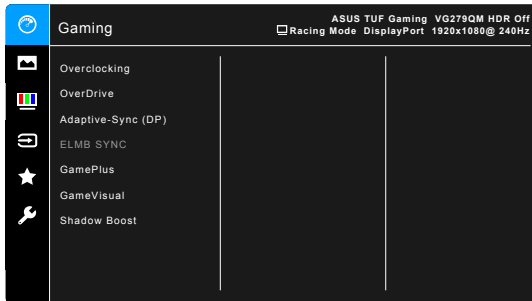 Gaming
ASUS TUF Gaming VG279QM HDR Off
Racing Mode DisplayPort 1920x1080@ 240Hz
Overclocking
OverDrive
Adaptive-Sync (DP)
ELMB SYNC
GamePlus
GameVisual
Shadow Boost